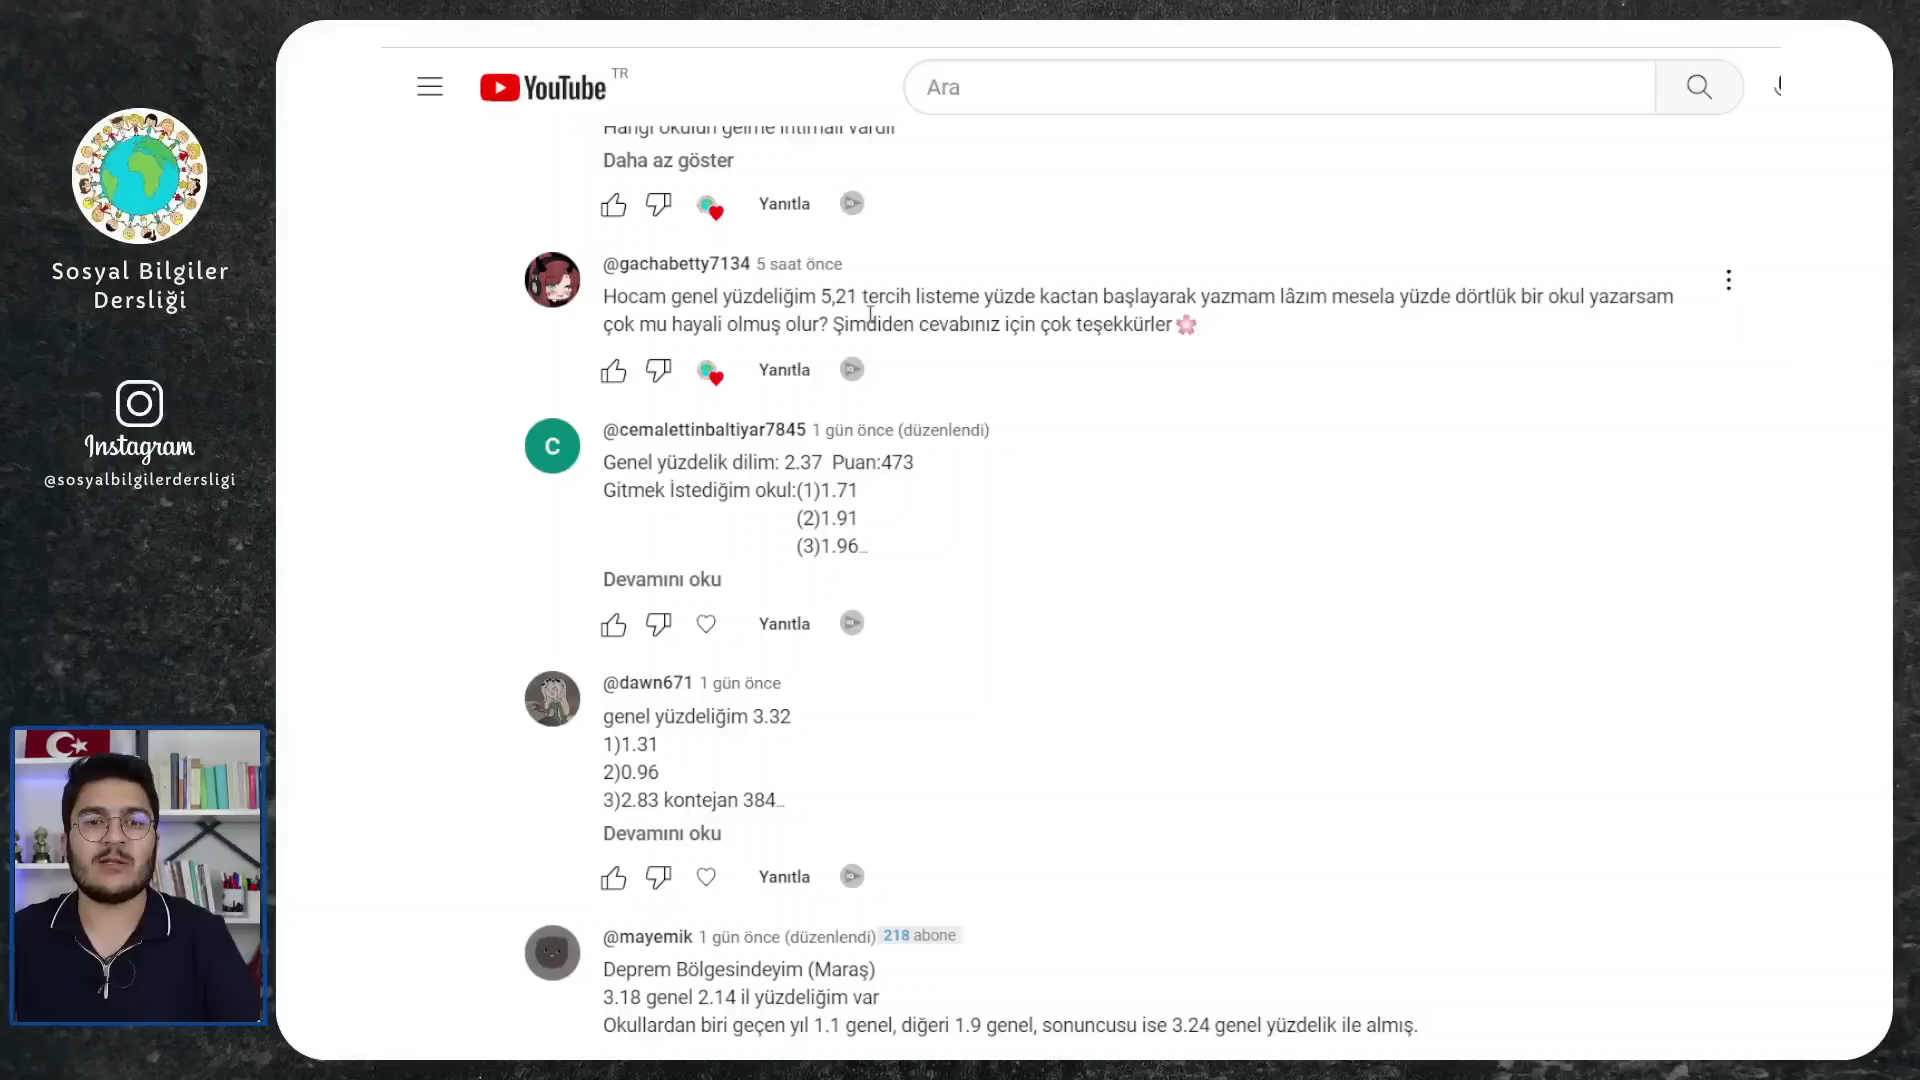 YouTube TR
Ara
Sosyal Bilgiler
Dersliği
Instagram
@sosyalbilgilerdersligi
Hangi okulun gelme ihtimali vardır
Daha az göster
Yanıtla
@gachabetty7134 5 saat önce
Hocam genel yüzdeliğim 5,21 tercih listeme yüzde kactan başlayarak yazmam lâzım mesela yüzde dörtlük bir okul yazarsam
çok mu hayali olmuş olur? Şimdiden cevabınız için çok teşekkürler🌸
Yanıtla
C
@cemalettinbaltiyar7845 1 gün önce (düzenlendi)
Genel yüzdelik dilim: 2.37 Puan:473
Gitmek İstediğim okul:(1)1.71
(2)1.91
(3)1.96...
Devamını oku
Yanıtla
@dawn671 1 gün önce
genel yüzdeliğim 3.32
1)1.31
2)0.96
3)2.83 kontejan 384...
Devamını oku
Yanıtla
@mayemik 1 gün önce (düzenlendi) 218 abone
Deprem Bölgesindeyim (Maraş)
3.18 genel 2.14 il yüzdeliğim var
Okullardan biri geçen yıl 1.1 genel, diğeri 1.9 genel, sonuncusu ise 3.24 genel yüzdelik ile almış.